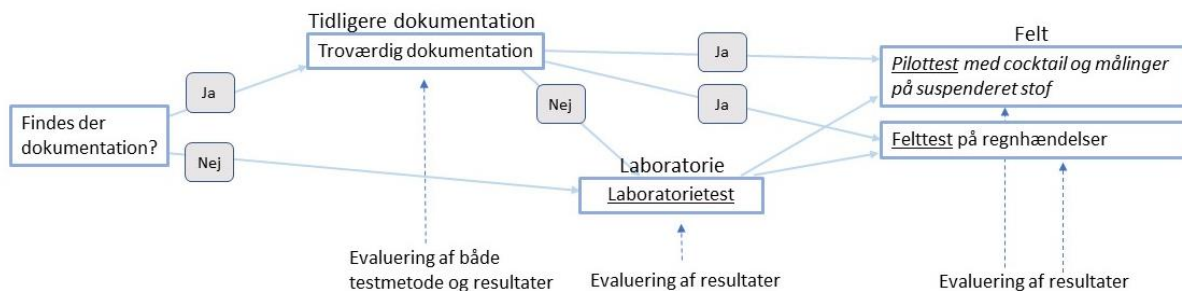 Tidligere dokumentation
Troværdig dokumentation
Ja
Nej
Ja
Ja
Nej
Findes der
dokumentation?
Felt
Pilottest med cocktail og målinger
på suspenderet stof
Felttest på regnhændelser
Laboratorie
Laboratorietest
Evaluering af både
testmetode og resultater
Evaluering af resultater
Evaluering af resultater